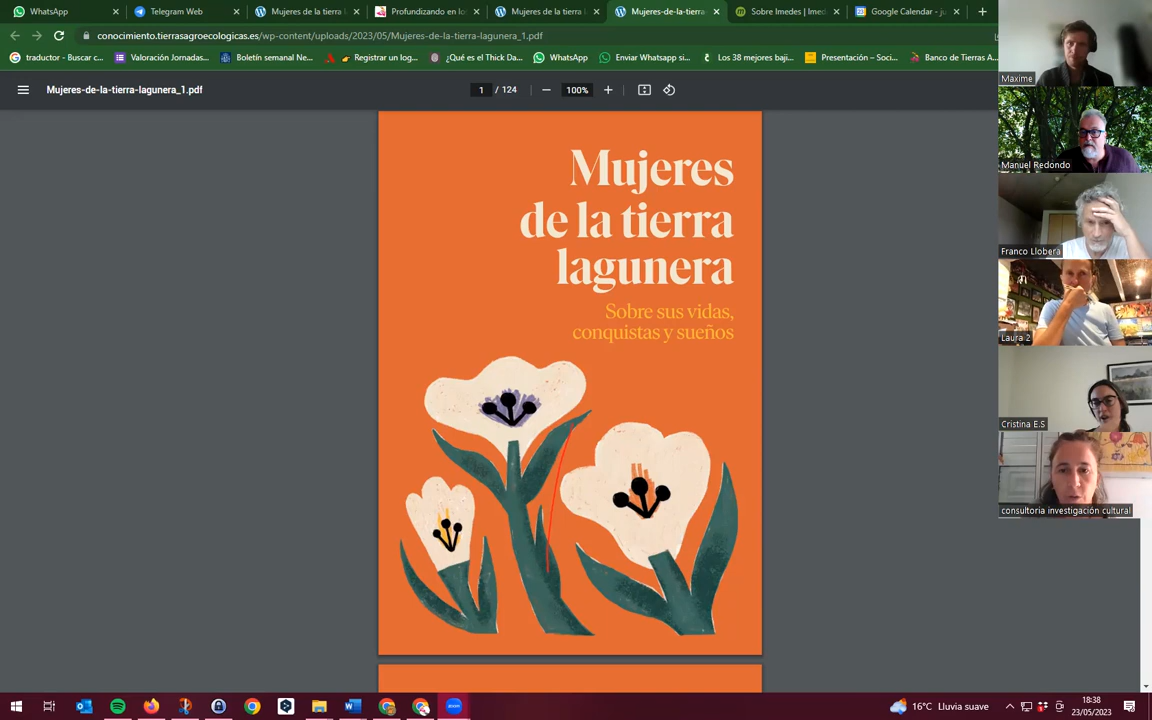 WhatsApp
Telegram Web
Mujeres de la tierra l
Profundizando en lo
Mujeres de la tierra l
Mujeres-de-la-tierra
Sobre Imedes | Imed
Google Calendar - ju
conocimiento.tierrasagroecologicas.es/wp-content/uploads/2023/05/Mujeres-de-la-tierra-lagunera_1.pdf
traductor - Buscar c...
Valoración Jornadas...
Boletín semanal Ne...
Registrar un log...
¿Qué es el Thick Da...
WhatsApp
Enviar Whatsapp si...
Los 38 mejores baji...
Presentación – Soci...
Banco de Tierras A...
Mujeres-de-la-tierra-lagunera_1.pdf
1 / 124
100%
Mujeres
de la tierra
lagunera
Sobre sus vidas,
conquistas y sueños
Maxime
Manuel Redondo
Franco Llobera
Laura 2
Cristina E.S
consultoria investigación cultural
zoom
16°C Lluvia suave
18:38
23/05/2023